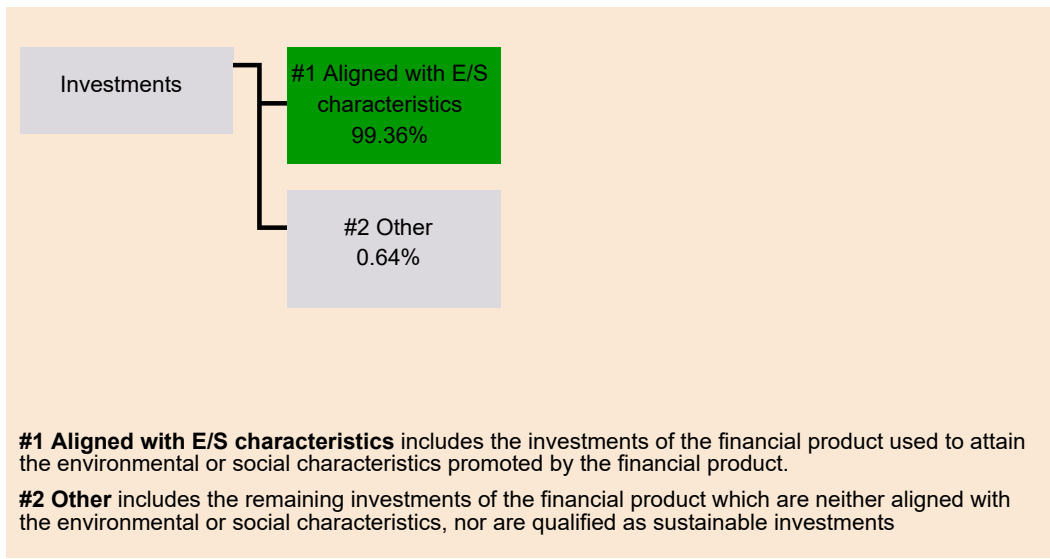 Investments
#1 Aligned with E/S
characteristics
99.36%
#2 Other
0.64%
#1 Aligned with E/S characteristics includes the investments of the financial product used to attain
the environmental or social characteristics promoted by the financial product.
#2 Other includes the remaining investments of the financial product which are neither aligned with
the environmental or social characteristics, nor are qualified as sustainable investments